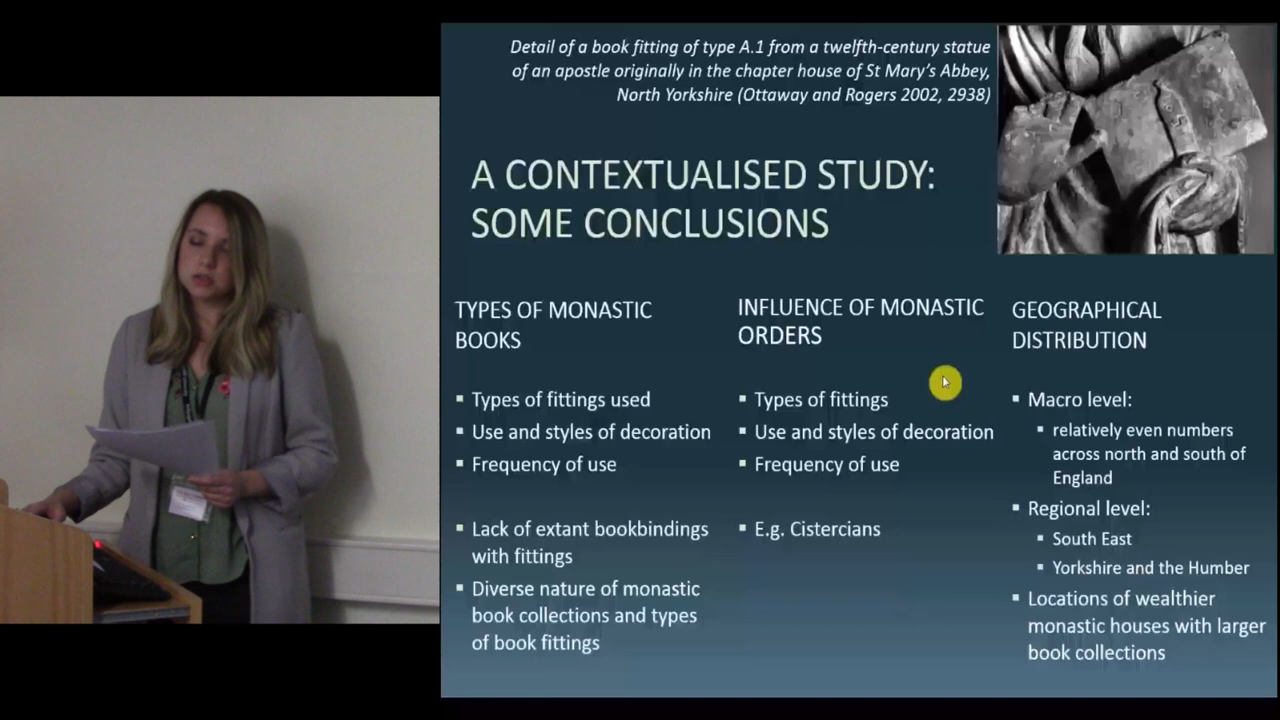 Detail of a book fitting of type A.1 from a twelfth-century statue
of an apostle originally in the chapter house of St Mary's Abbey,
North Yorkshire (Ottaway and Rogers 2002, 2938)
A CONTEXTUALISED STUDY:
SOME CONCLUSIONS
TYPES OF MONASTIC
BOOKS
▪ Types of fittings used
▪ Use and styles of decoration
▪ Frequency of use
▪ Lack of extant bookbindings
with fittings
▪ Diverse nature of monastic
book collections and types
of book fittings
INFLUENCE OF MONASTIC
ORDERS
▪ Types of fittings
▪ Use and styles of decoration
▪ Frequency of use
▪ E.g. Cistercians
GEOGRAPHICAL
DISTRIBUTION
▪ Macro level:
▪ relatively even numbers
across north and south of
England
▪ Regional level:
▪ South East
▪ Yorkshire and the Humber
▪ Locations of wealthier
monastic houses with larger
book collections